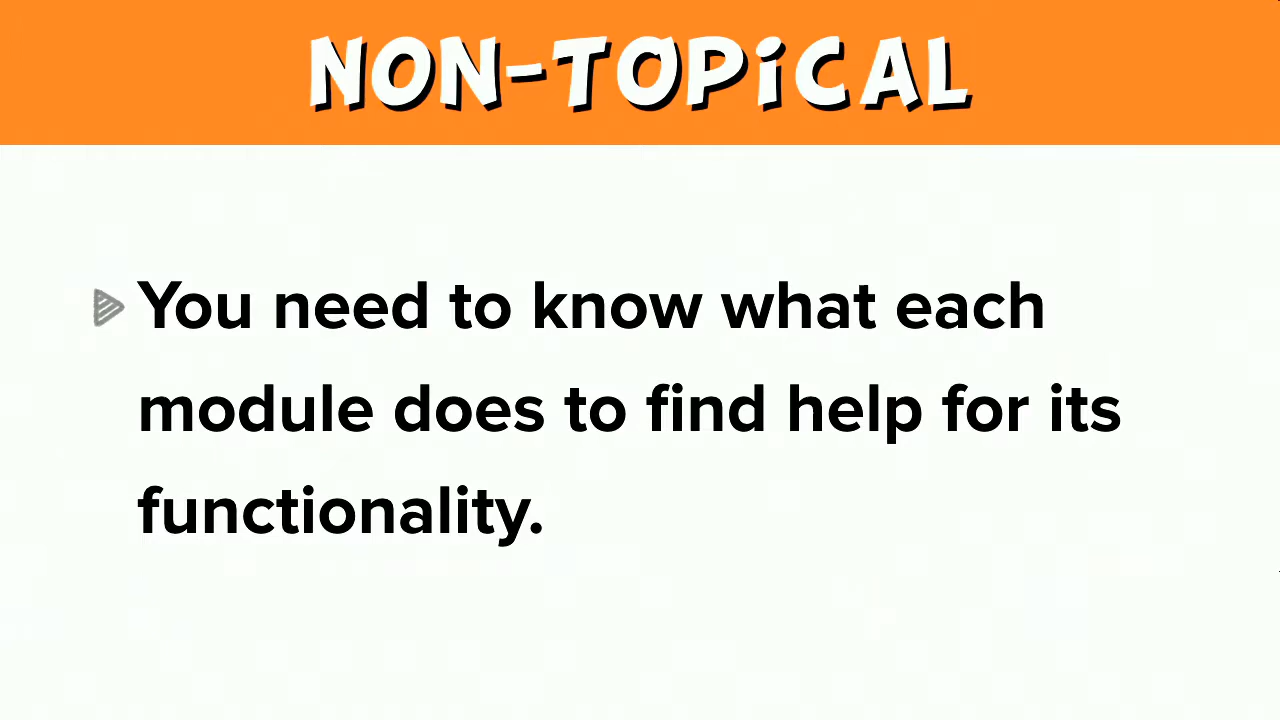 NON-TOPICAL
You need to know what each
module does to find help for its
functionality.